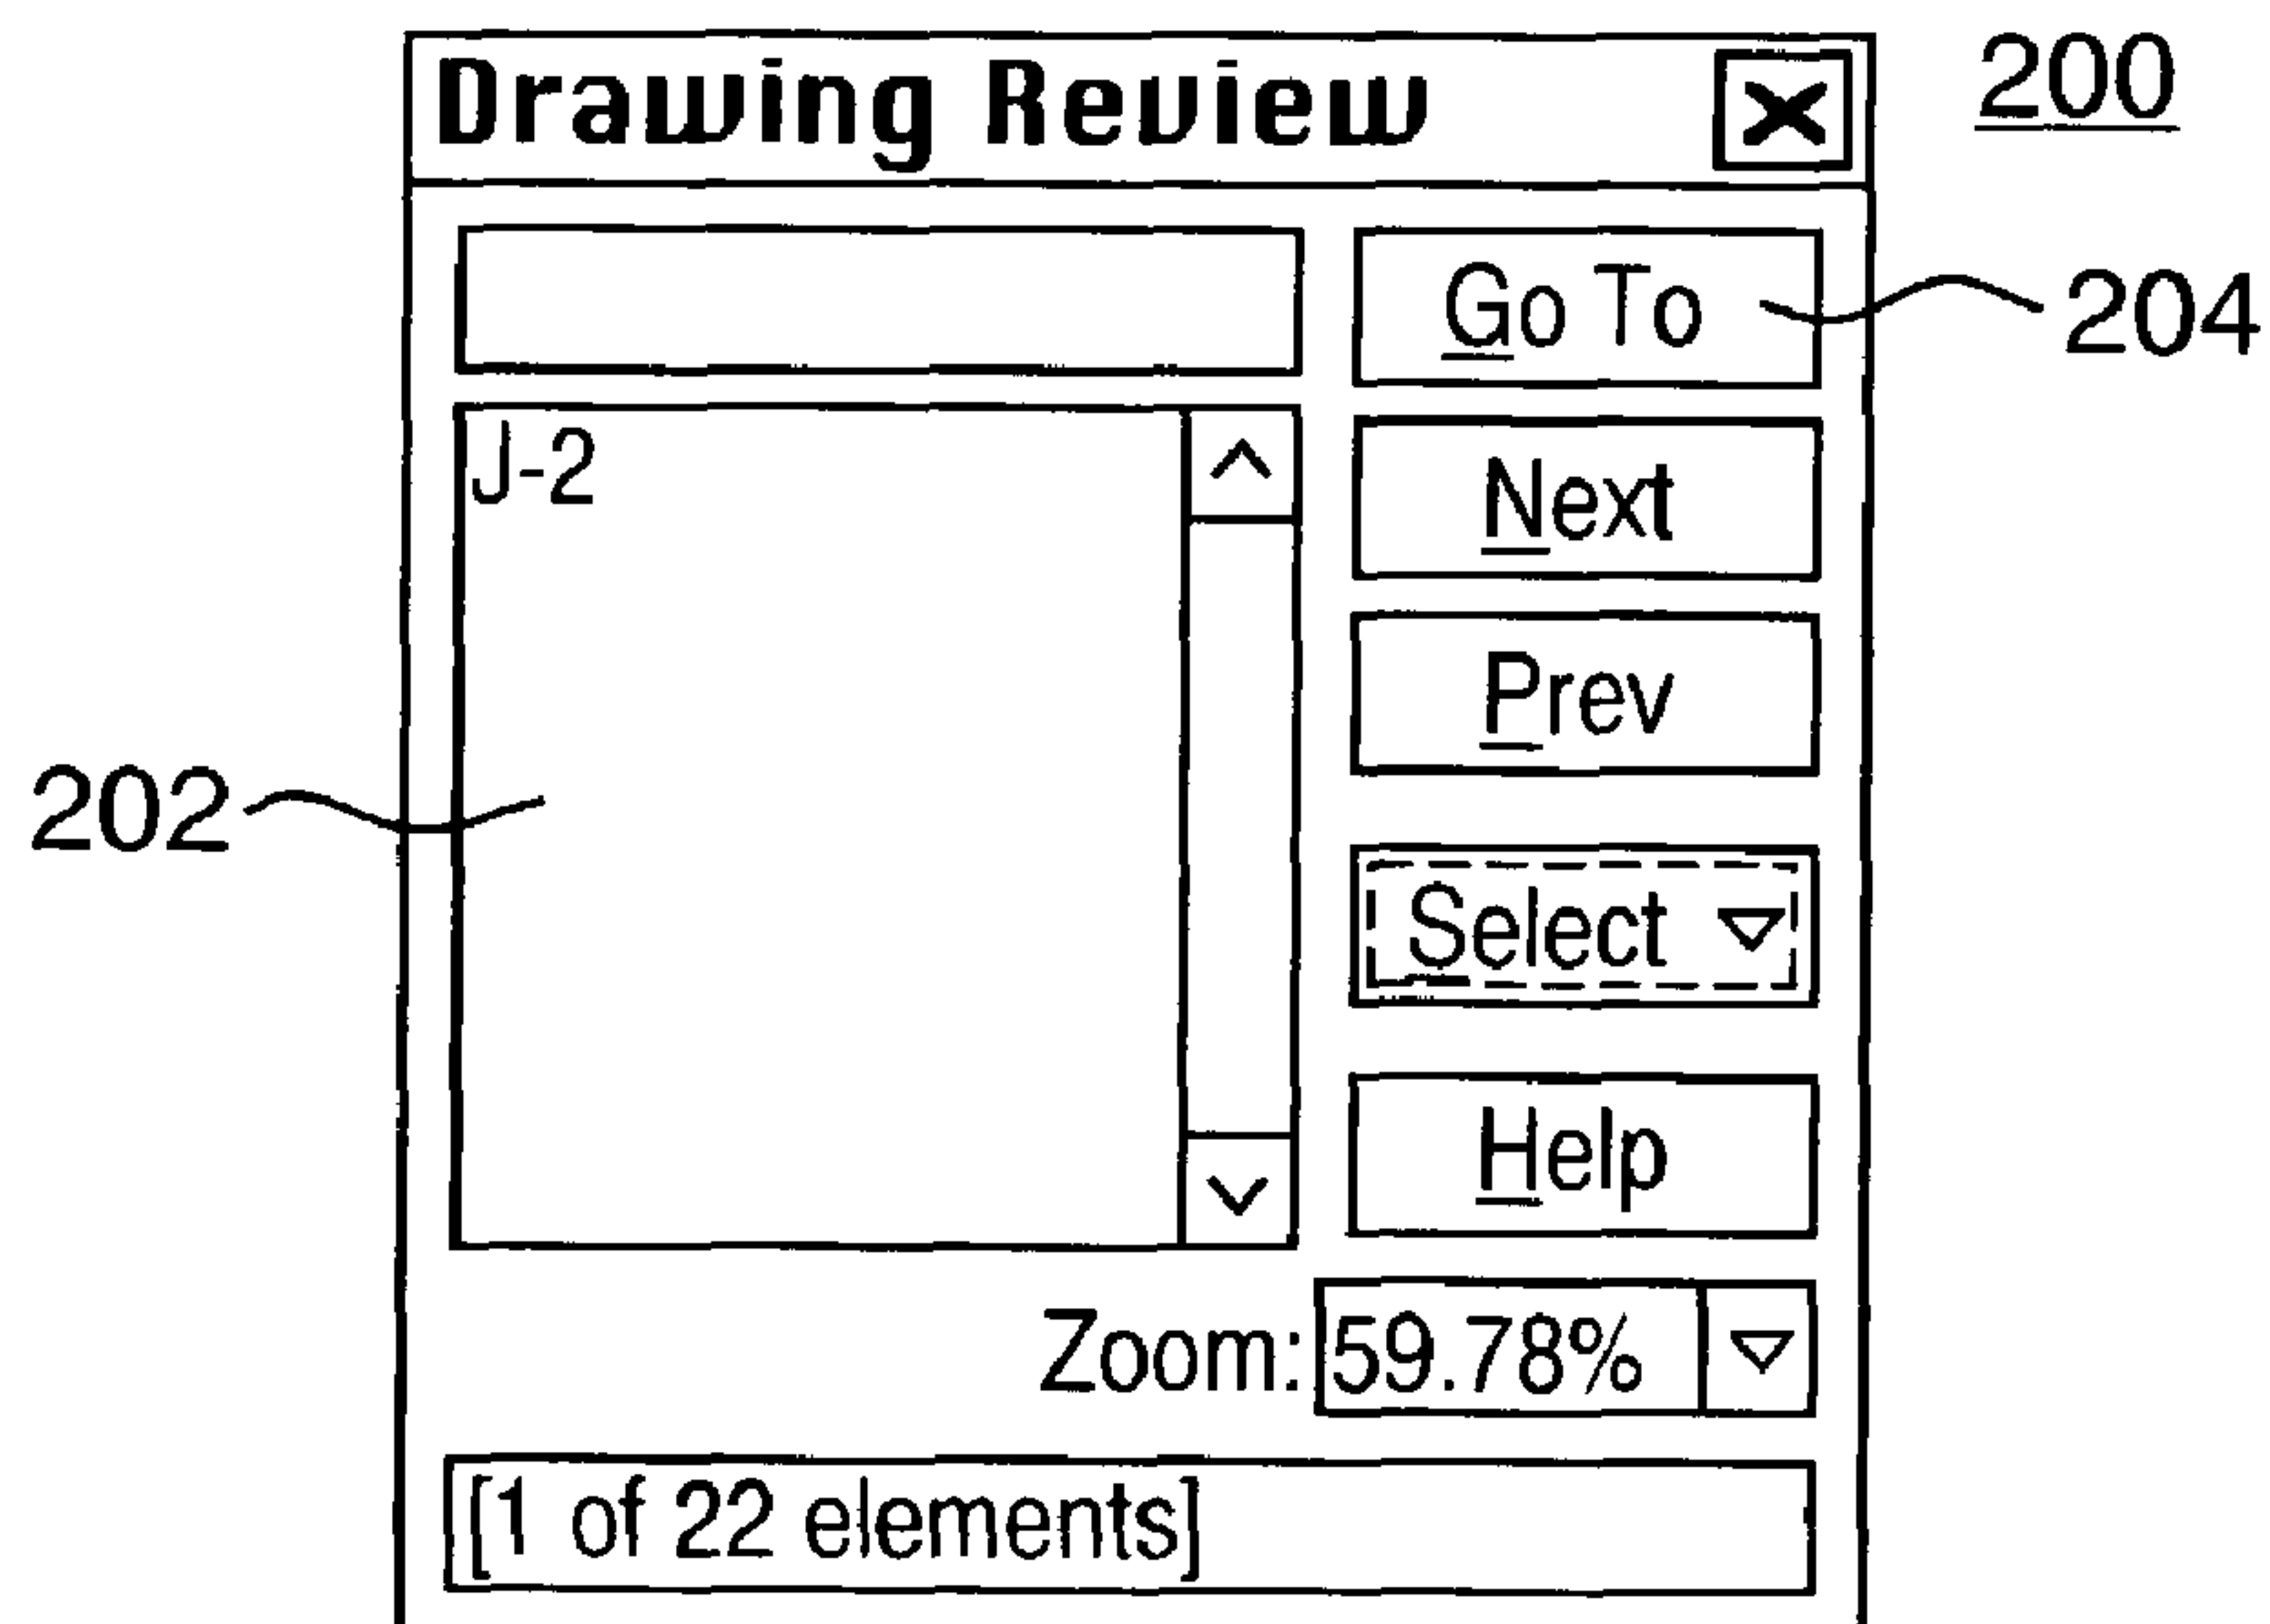 Drawing Review
200
Go To
204
J-2
Next
Prev
202
Select
Help
Zoom: 59.78%
[1 of 22 elements]